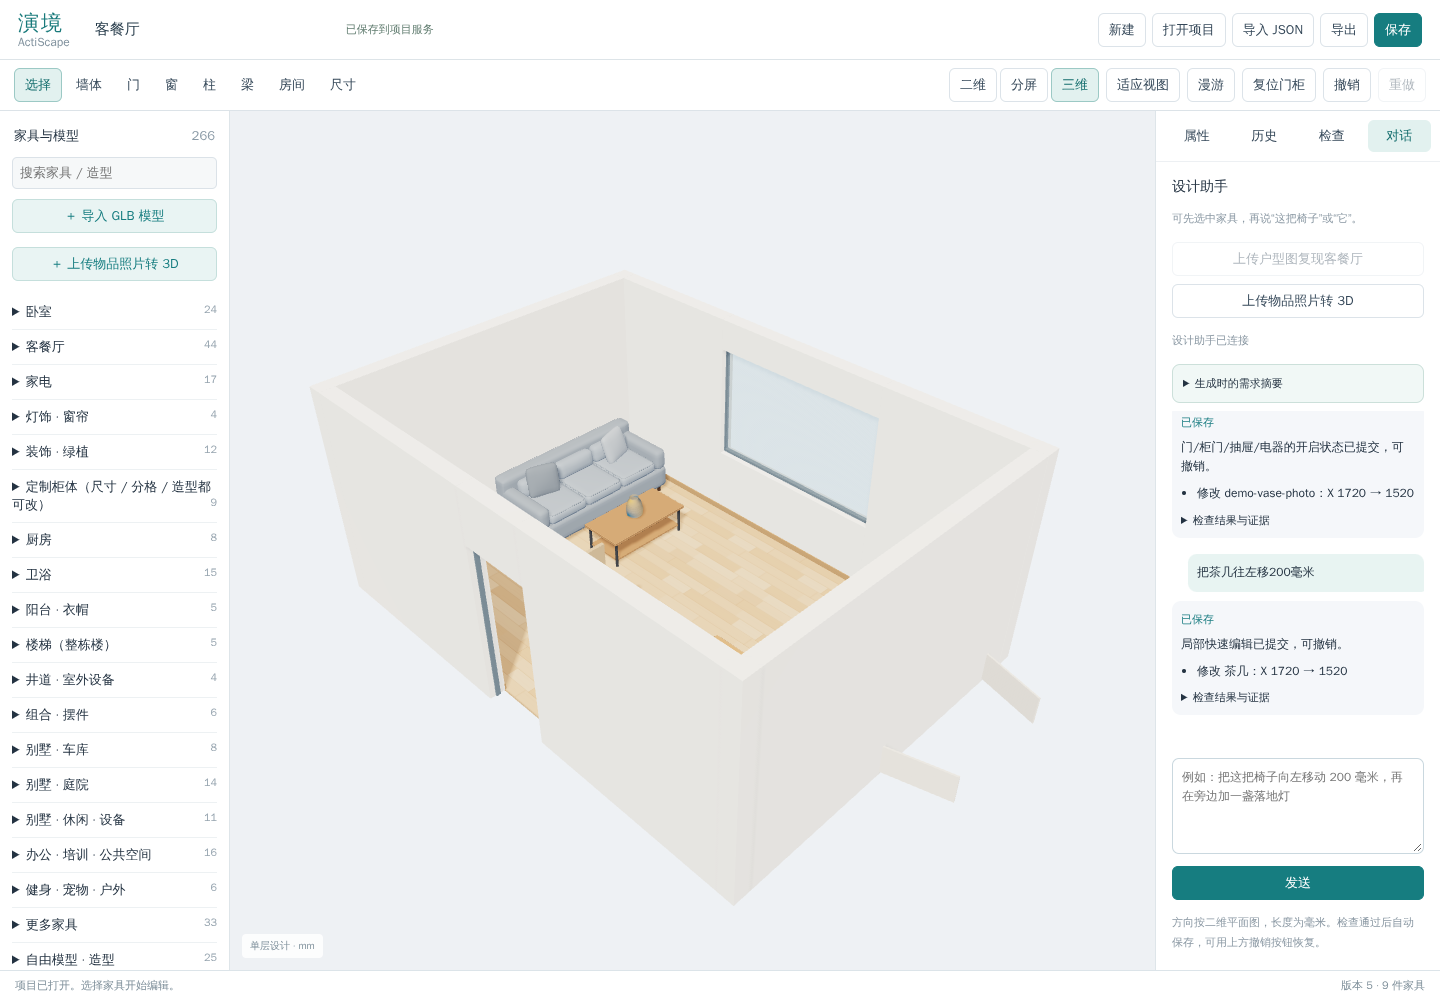 演境
ActiScape
客餐厅
已保存到项目服务
新建
打开项目
导入 JSON
导出
保存
选择
墙体
门
窗
柱
梁
房间
尺寸
二维
分屏
三维
适应视图
漫游
复位门柜
撤销
重做
家具与模型 266
搜索家具 / 造型
+ 导入 GLB 模型
+ 上传物品照片转 3D
▶ 卧室 24
▶ 客餐厅 44
▶ 家电 17
▶ 灯饰 · 窗帘 4
▶ 装饰 · 绿植 12
▶ 定制柜体（尺寸 / 分格 / 造型都
可改） 9
▶ 厨房 8
▶ 卫浴 15
▶ 阳台 · 衣帽 5
▶ 楼梯（整栋楼） 5
▶ 井道 · 室外设备 4
▶ 组合 · 摆件 6
▶ 别墅 · 车库 8
▶ 别墅 · 庭院 14
▶ 别墅 · 休闲 · 设备 11
▶ 办公 · 培训 · 公共空间 16
▶ 健身 · 宠物 · 户外 6
▶ 更多家具 33
▶ 自由模型 · 造型 25
单层设计 · mm
属性
历史
检查
对话
设计助手
可先选中家具，再说“这把椅子”或“它”。
上传户型图复现客餐厅
上传物品照片转 3D
设计助手已连接
▶ 生成时的需求摘要
已保存
门/柜门/抽屉/电器的开启状态已提交，可
撤销。
• 修改 demo-vase-photo：X 1720 → 1520
▶ 检查结果与证据
把茶几往左移200毫米
已保存
局部快速编辑已提交，可撤销。
• 修改 茶几：X 1720 → 1520
▶ 检查结果与证据
例如：把这把椅子向左移动 200 毫米，再
在旁边加一盏落地灯
发送
方向按二维平面图，长度为毫米。检查通过后自动
保存，可用上方撤销按钮恢复。
项目已打开。选择家具开始编辑。
版本 5 · 9 件家具